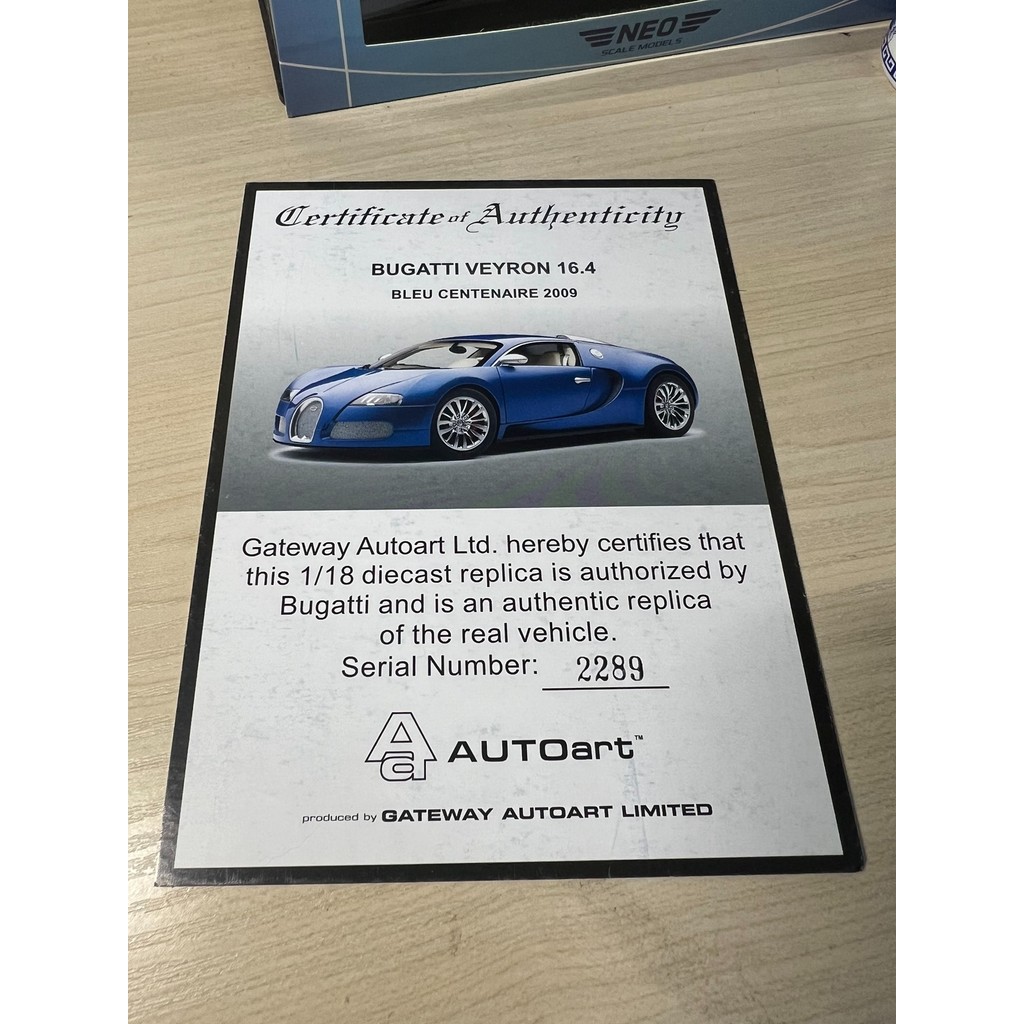 NEO
SCALE MODELS
Certificate of Authenticity
BUGATTI VEYRON 16.4
BLEU CENTENAIRE 2009
Gateway Autoart Ltd. hereby certifies that
this 1/18 diecast replica is authorized by
Bugatti and is an authentic replica
of the real vehicle.
Serial Number: 2289
Aa AUTOart™
produced by GATEWAY AUTOART LIMITED